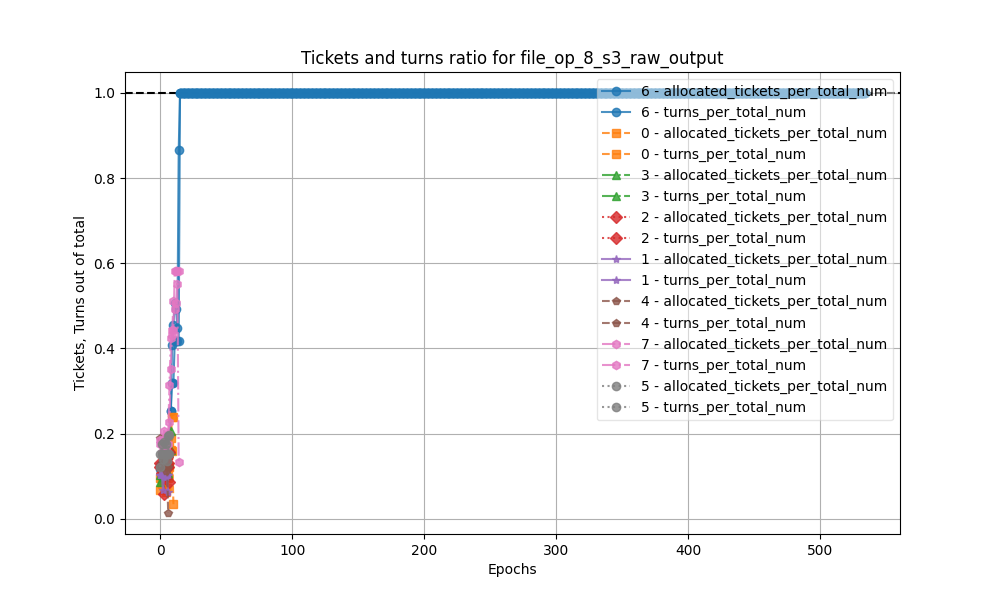 Tickets and turns ratio for file_op_8_s3_raw_output
Tickets, Turns out of total
1.0
0.8
0.6
0.4
0.2
0.0
6 - allocated_tickets_per_total_num
6 - turns_per_total_num
0 - allocated_tickets_per_total_num
0 - turns_per_total_num
3 - allocated_tickets_per_total_num
3 - turns_per_total_num
2 - allocated_tickets_per_total_num
2 - turns_per_total_num
1 - allocated_tickets_per_total_num
1 - turns_per_total_num
4 - allocated_tickets_per_total_num
4 - turns_per_total_num
7 - allocated_tickets_per_total_num
7 - turns_per_total_num
5 - allocated_tickets_per_total_num
5 - turns_per_total_num
0 100 200 300 400 500
Epochs